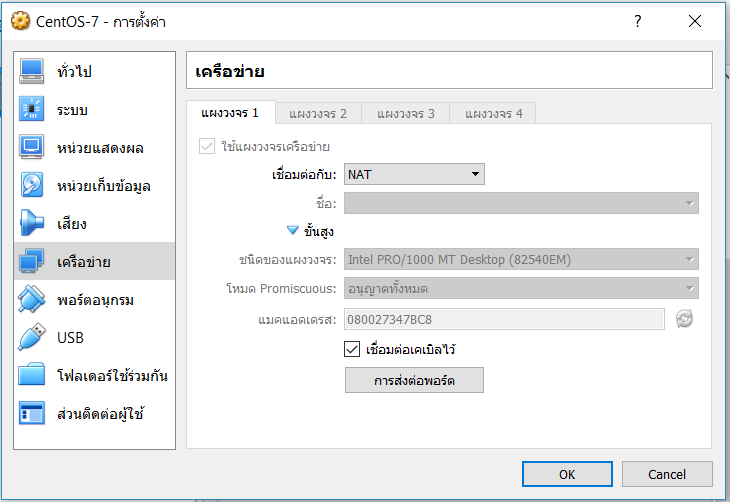 CentOS-7 - การตั้งค่า
ทั่วไป
ระบบ
หน่วยแสดงผล
หน่วยเก็บข้อมูล
เสียง
เครือข่าย
พอร์ตอนุกรม
USB
โฟลเดอร์ใช้ร่วมกัน
ส่วนติดต่อผู้ใช้
เครือข่าย
แผงวงจร 1 แผงวงจร 2 แผงวงจร 3 แผงวงจร 4
ใช้แผงวงจรเครือข่าย
เชื่อมต่อกับ: NAT
ชื่อ:
ขั้นสูง
ชนิดของแผงวงจร: Intel PRO/1000 MT Desktop (82540EM)
โหมด Promiscuous: อนุญาตทั้งหมด
แมคแอดเดรส: 080027347BC8
เชื่อมต่อเคเบิลไว้
การส่งต่อพอร์ต
OK Cancel